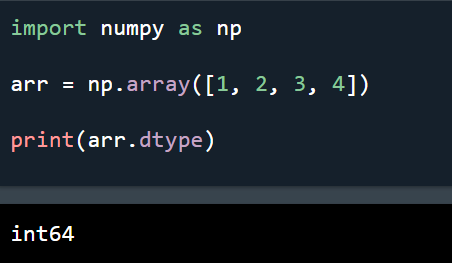 import numpy as np
arr = np.array([1, 2, 3, 4])
print(arr.dtype)
int64